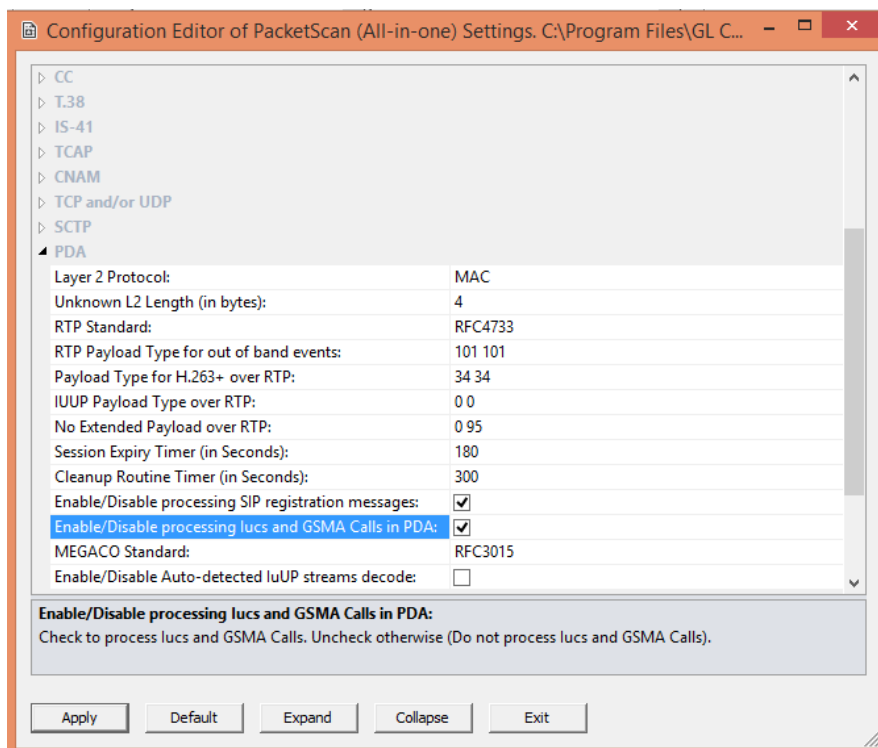 Configuration Editor of PacketScan (All-in-one) Settings. C:\Program Files\GL C...
CC
T.38
IS-41
TCAP
CNAM
TCP and/or UDP
SCTP
PDA
Layer 2 Protocol: MAC
Unknown L2 Length (in bytes): 4
RTP Standard: RFC4733
RTP Payload Type for out of band events: 101 101
Payload Type for H.263+ over RTP: 34 34
IUUP Payload Type over RTP: 0 0
No Extended Payload over RTP: 0 95
Session Expiry Timer (in Seconds): 180
Cleanup Routine Timer (in Seconds): 300
Enable/Disable processing SIP registration messages:
Enable/Disable processing Iucs and GSMA Calls in PDA:
MEGACO Standard: RFC3015
Enable/Disable Auto-detected IuUP streams decode:
Enable/Disable processing Iucs and GSMA Calls in PDA:
Check to process Iucs and GSMA Calls. Uncheck otherwise (Do not process Iucs and GSMA Calls).
Apply Default Expand Collapse Exit